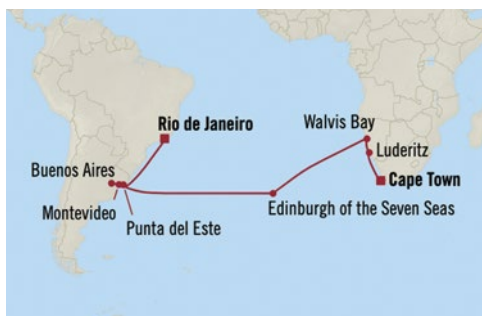 Rio de Janeiro
Walvis Bay
Luderitz
Buenos Aires
Cape Town
Montevideo
Edinburgh of the Seven Seas
Punta del Este